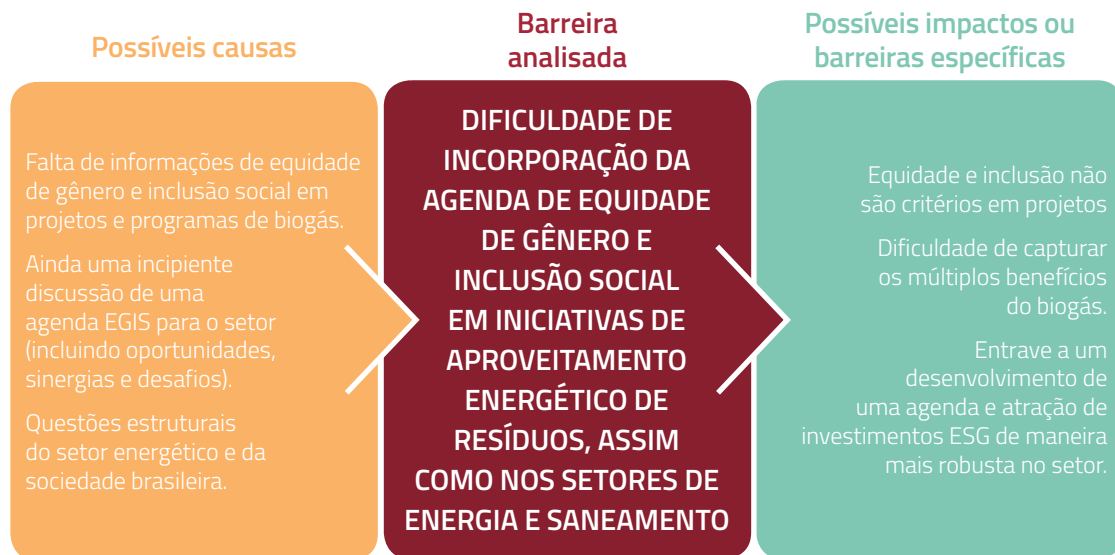 Possíveis causas
Falta de informações de equidade
de gênero e inclusão social em
projetos e programas de biogás.
Ainda uma incipiente
discussão de uma
agenda EGIS para o setor
(incluindo oportunidades,
sinergias e desafios).
Questões estruturais
do setor energético e da
sociedade brasileira.
Barreira
analisada
DIFICULDADE DE
INCORPORAÇÃO DA
AGENDA DE EQUIDADE
DE GÊNERO E
INCLUSÃO SOCIAL
EM INICIATIVAS DE
APROVEITAMENTO
ENERGÉTICO DE
RESÍDUOS, ASSIM
COMO NOS SETORES DE
ENERGIA E SANEAMENTO
Possíveis impactos ou
barreiras específicas
Equidade e inclusão não
são critérios em projetos
Dificuldade de capturar
os múltiplos benefícios
do biogás.
Entrave a um
desenvolvimento de
uma agenda e atração de
investimentos ESG de maneira
mais robusta no setor.